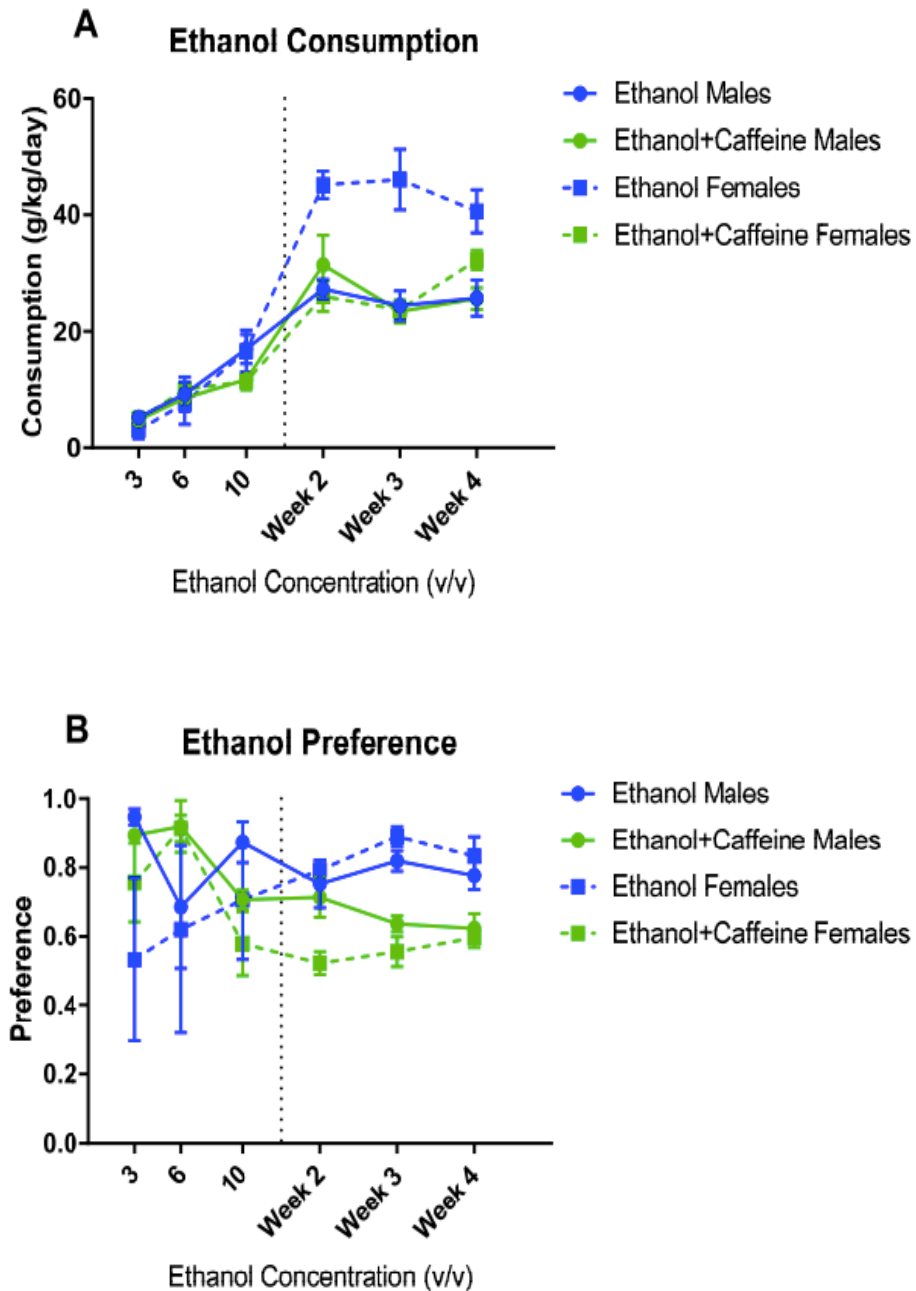 A
Ethanol Consumption
60
40
20
0
Consumption (g/kg/day)
3
6
10
Week 2
Week 3
Week 4
Ethanol Concentration (v/v)
Ethanol Males
Ethanol+Caffeine Males
Ethanol Females
Ethanol+Caffeine Females
B
Ethanol Preference
1.0
0.8
0.6
0.4
0.2
0.0
Preference
3
6
10
Week 2
Week 3
Week 4
Ethanol Concentration (v/v)
Ethanol Males
Ethanol+Caffeine Males
Ethanol Females
Ethanol+Caffeine Females